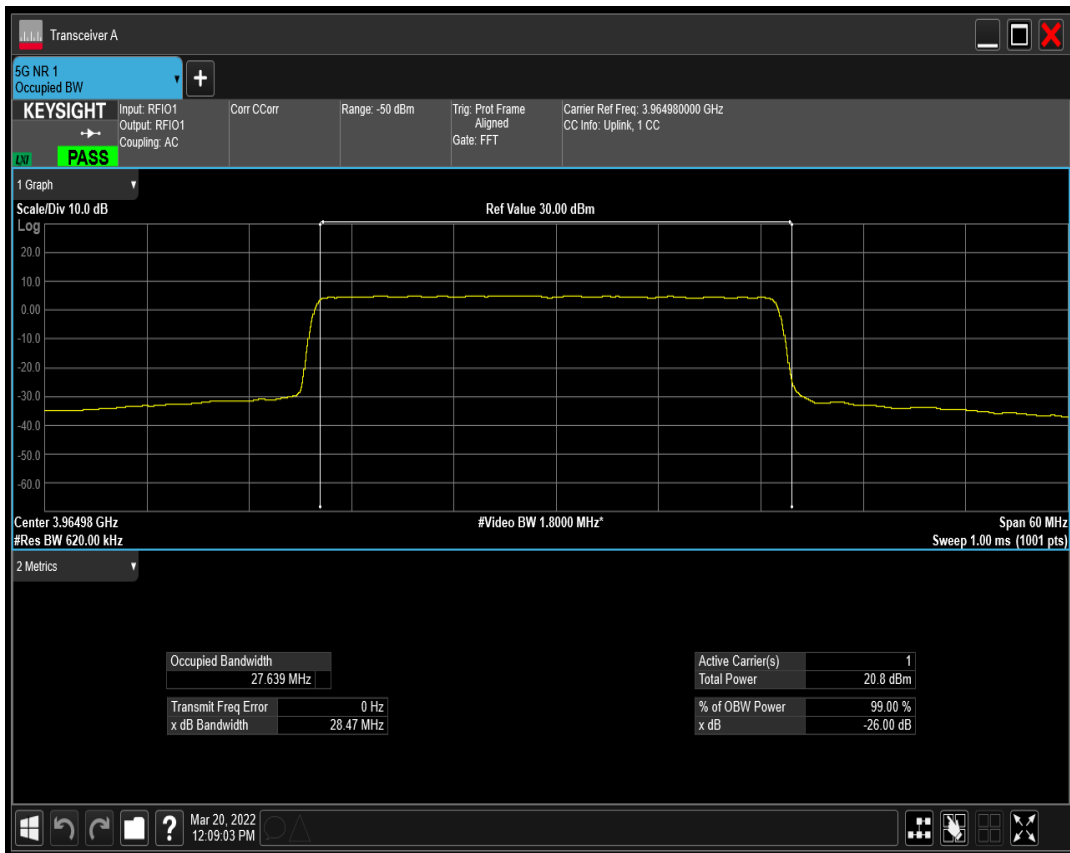 Transceiver A
5G NR 1
Occupied BW
+
KEYSIGHT
LXI
PASS
Input: RFIO1
Output: RFIO1
Coupling: AC
Corr CCorr
Range: -50 dBm
Trig: Prot Frame
Aligned
Gate: FFT
Carrier Ref Freq: 3.964980000 GHz
CC Info: Uplink, 1 CC
1 Graph
Scale/Div 10.0 dB
Ref Value 30.00 dBm
Log
20.0
10.0
0.00
-10.0
-20.0
-30.0
-40.0
-50.0
-60.0
Center 3.96498 GHz
#Video BW 1.8000 MHz*
Span 60 MHz
#Res BW 620.00 kHz
Sweep 1.00 ms (1001 pts)
2 Metrics
Occupied Bandwidth
27.639 MHz
Transmit Freq Error 0 Hz
x dB Bandwidth 28.47 MHz
Active Carrier(s) 1
Total Power 20.8 dBm
% of OBW Power 99.00 %
x dB -26.00 dB
?
Mar 20, 2022
12:09:03 PM